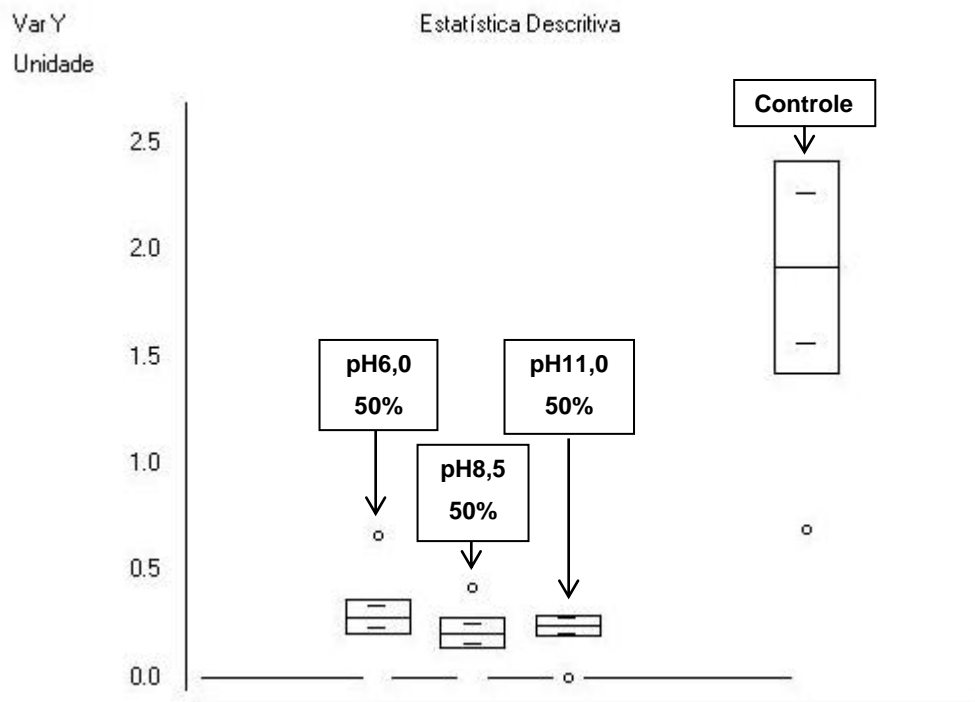 Var Y
Estatística Descritiva
Unidade
Controle
2.5
2.0
1.5
pH6,0
50%
pH11,0
50%
1.0
pH8,5
50%
0.5
0.0